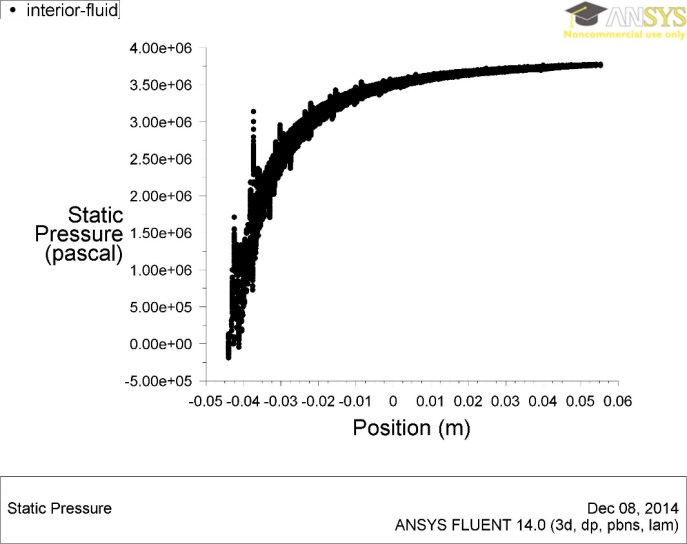 • interior-fluid
ANSYS
Noncommercial use only
4.00e+06
3.50e+06
3.00e+06
2.50e+06
2.00e+06
1.50e+06
1.00e+06
5.00e+05
0.00e+00
-5.00e+05
Static
Pressure
(pascal)
-0.05 -0.04 -0.03 -0.02 -0.01 0 0.01 0.02 0.03 0.04 0.05 0.06
Position (m)
Static Pressure
Dec 08, 2014
ANSYS FLUENT 14.0 (3d, dp, pbns, lam)